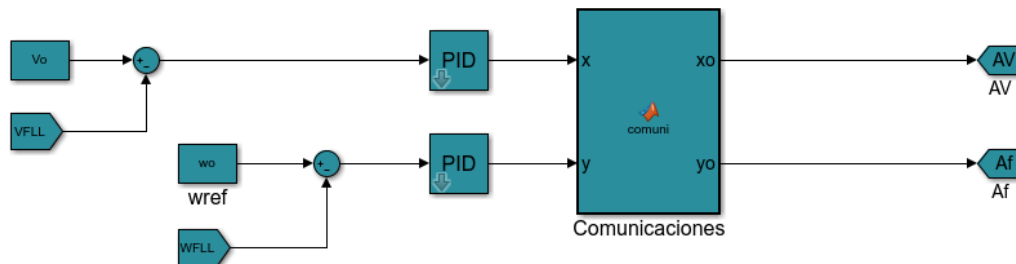 Vo
+
_
PID
x
xo
AV
AV
VFLL
comuni
wo
+
_
PID
y
yo
Af
Af
wref
WFLL
Comunicaciones